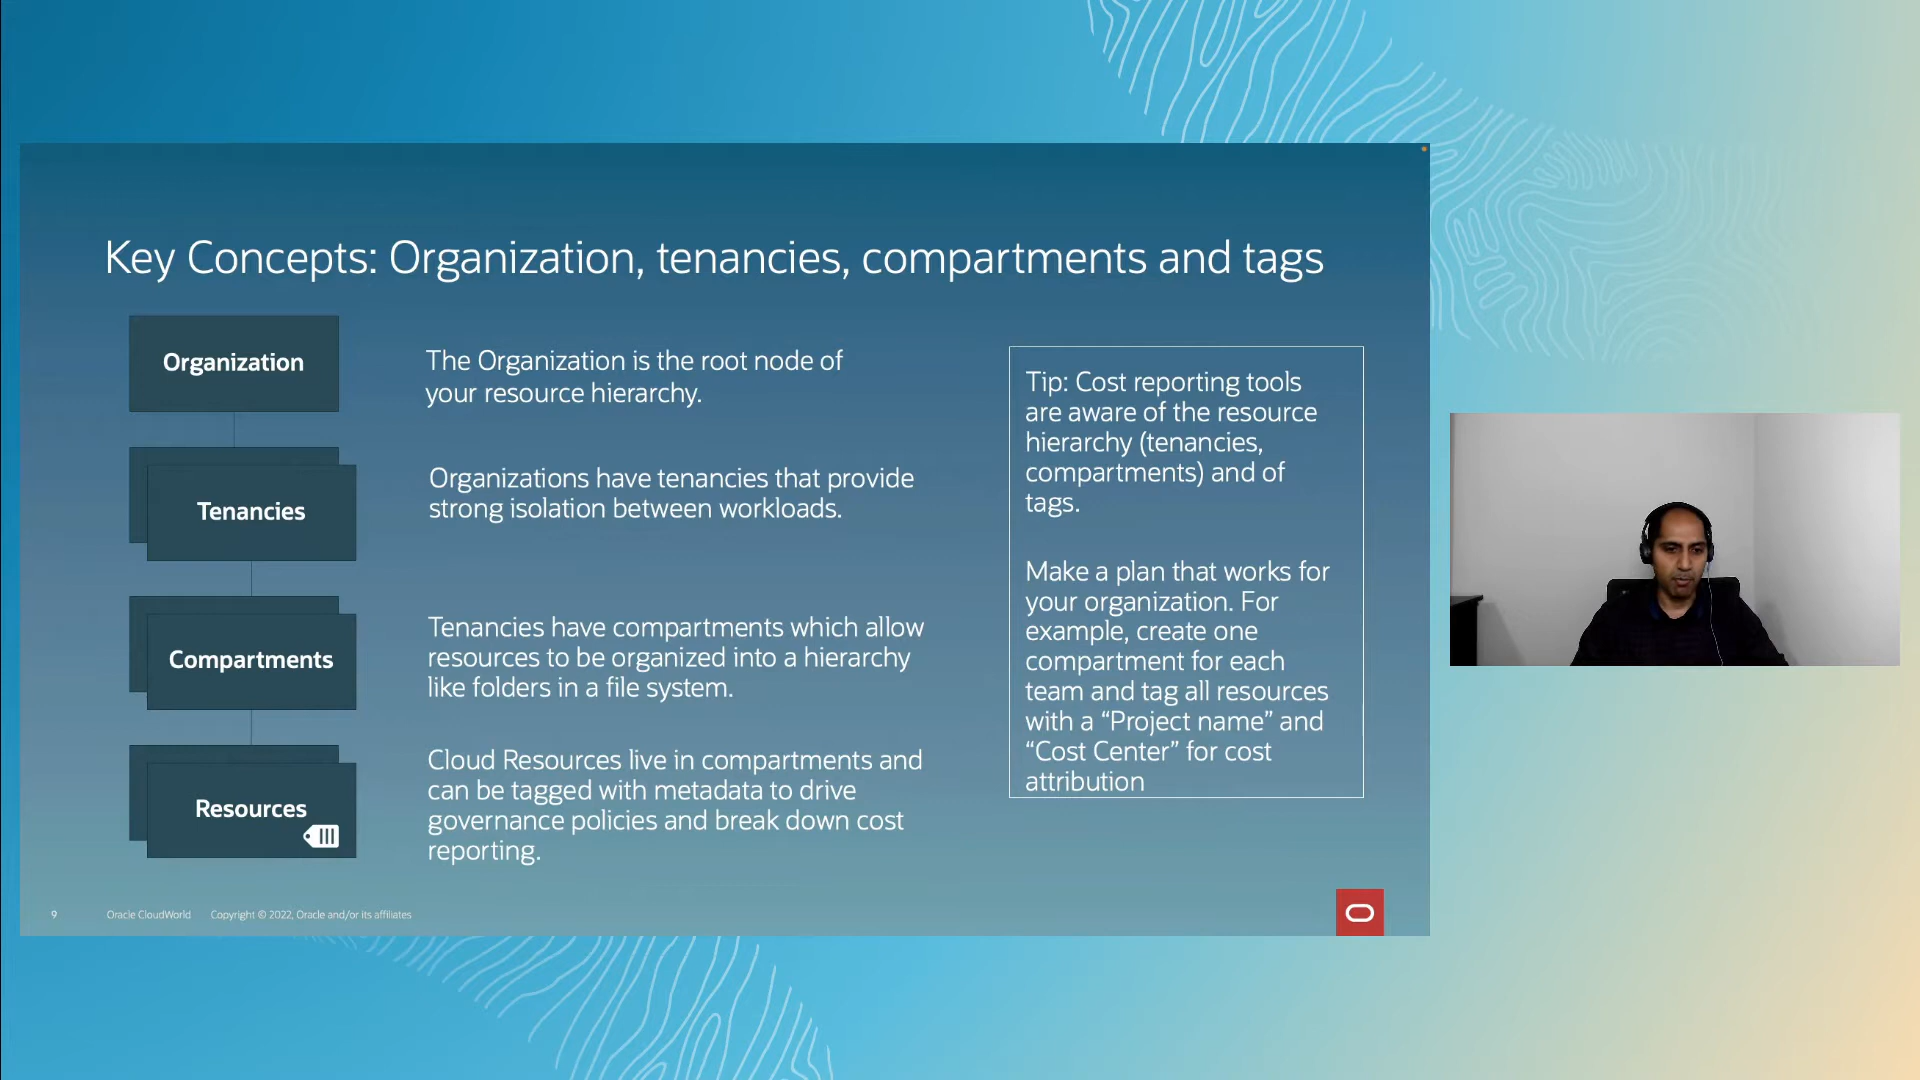 Key Concepts: Organization, tenancies, compartments and tags
Organization
The Organization is the root node of
your resource hierarchy.
Tenancies
Organizations have tenancies that provide
strong isolation between workloads.
Compartments
Tenancies have compartments which allow
resources to be organized into a hierarchy
like folders in a file system.
Resources
Cloud Resources live in compartments and
can be tagged with metadata to drive
governance policies and break down cost
reporting.
Tip: Cost reporting tools
are aware of the resource
hierarchy (tenancies,
compartments) and of
tags.
Make a plan that works for
your organization. For
example, create one
compartment for each
team and tag all resources
with a “Project name” and
“Cost Center” for cost
attribution
9
Oracle CloudWorld
Copyright © 2022, Oracle and/or its affiliates